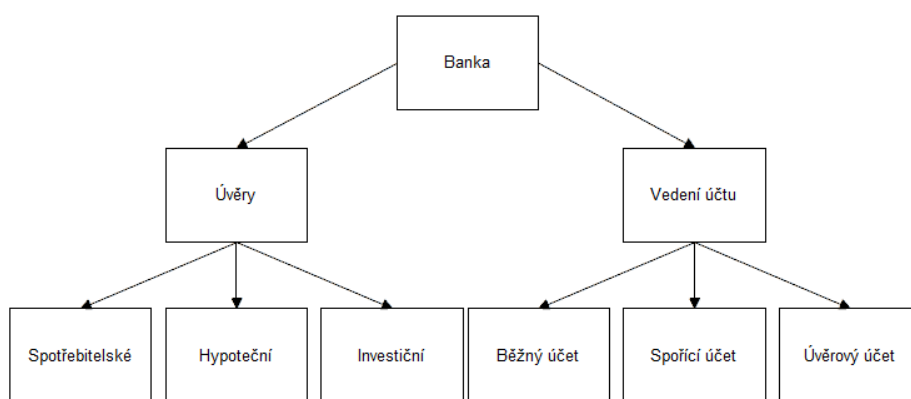 Banka
Úvěry
Vedení účtu
Spotřebitelské
Hypoteční
Investiční
Běžný účet
Spořící účet
Úvěrový účet